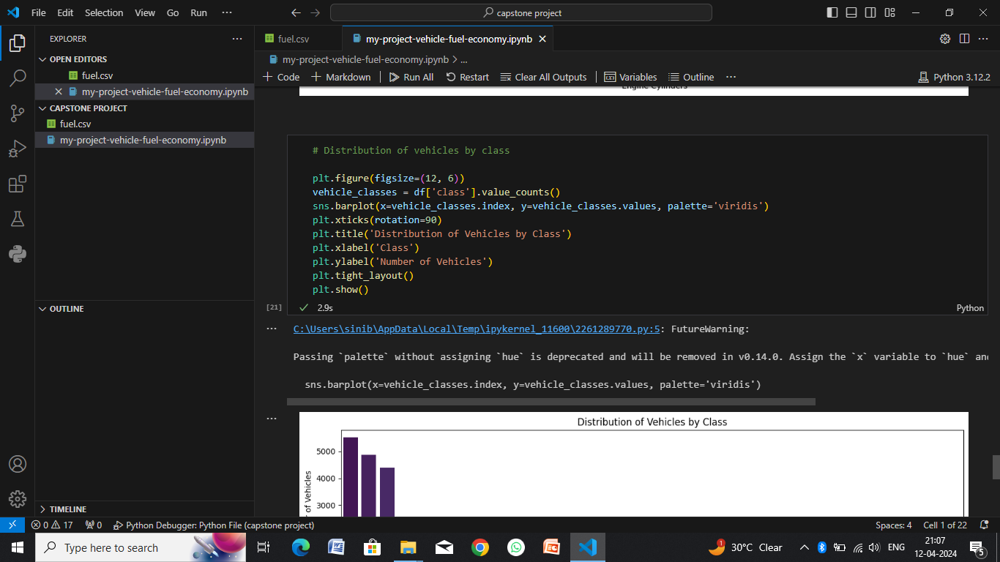 File Edit Selection View Go Run ···
capstone project
EXPLORER
OPEN EDITORS
fuel.csv
my-project-vehicle-fuel-economy.ipynb
CAPSTONE PROJECT
fuel.csv
my-project-vehicle-fuel-economy.ipynb
OUTLINE
TIMELINE
fuel.csv
my-project-vehicle-fuel-economy.ipynb
my-project-vehicle-fuel-economy.ipynb > ...
+ Code + Markdown | Run All Restart Clear All Outputs | Variables Outline ···
Python 3.12.2
Engine Cylinders
# Distribution of vehicles by class
plt.figure(figsize=(12, 6))
vehicle_classes = df['class'].value_counts()
sns.barplot(x=vehicle_classes.index, y=vehicle_classes.values, palette='viridis')
plt.xticks(rotation=90)
plt.title('Distribution of Vehicles by Class')
plt.xlabel('Class')
plt.ylabel('Number of Vehicles')
plt.tight_layout()
plt.show()
[21] 2.9s
Python
C:\Users\sinib\AppData\Local\Temp\ipykernel_11600\2261289770.py:5: FutureWarning:
Passing `palette` without assigning `hue` is deprecated and will be removed in v0.14.0. Assign the `x` variable to `hue` and
sns.barplot(x=vehicle_classes.index, y=vehicle_classes.values, palette='viridis')
Distribution of Vehicles by Class
5000
4000
3000
of Vehicles
0 17 0 Python Debugger: Python File (capstone project)
Spaces: 4 Cell 1 of 22
Type here to search
1 30°C Clear
ENG
21:07
12-04-2024
5